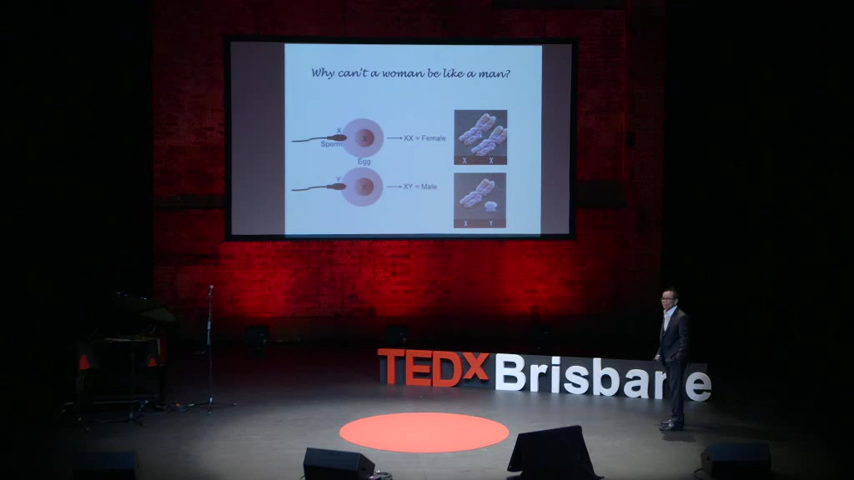 Why can't a woman be like a man?
X
X
XX = Female
Sperm
Egg
X X
Y
X
XY = Male
X Y
TEDx Brisbane